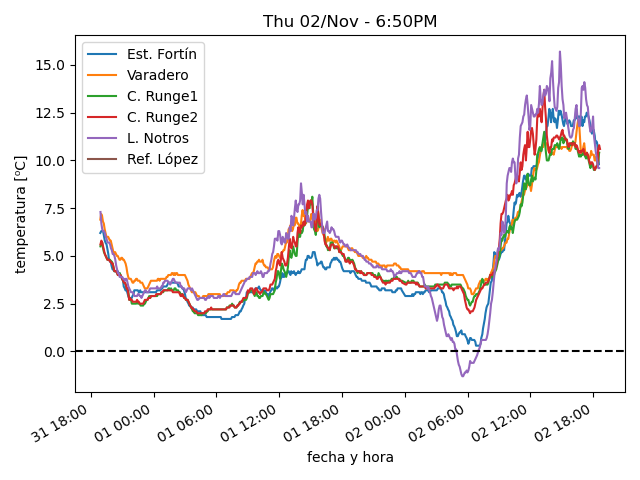 Thu 02/Nov - 6:50PM
Est. Fortín
Varadero
C. Runge1
C. Runge2
L. Notros
Ref. López
temperatura [ºC]
15.0
12.5
10.0
7.5
5.0
2.5
0.0
31 18:00
01 00:00
01 06:00
01 12:00
01 18:00
02 00:00
02 06:00
02 12:00
02 18:00
fecha y hora